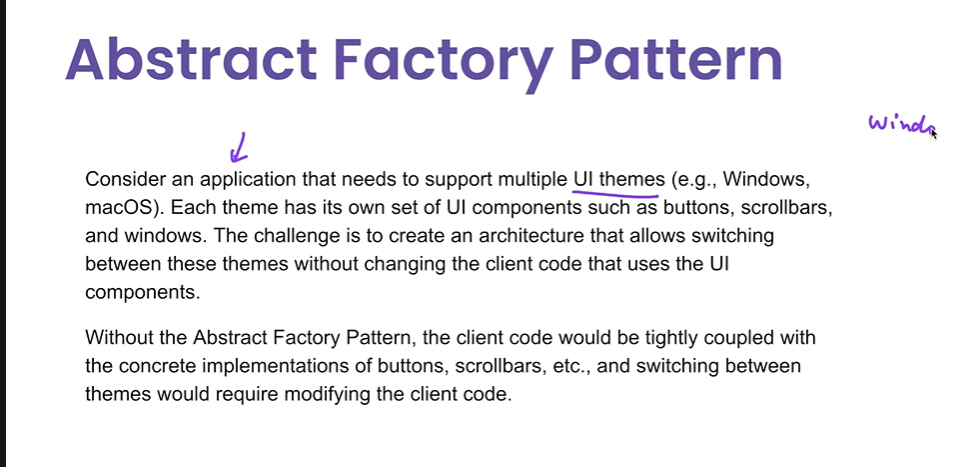 Abstract Factory Pattern
Windo
Consider an application that needs to support multiple UI themes (e.g., Windows,
macOS). Each theme has its own set of UI components such as buttons, scrollbars,
and windows. The challenge is to create an architecture that allows switching
between these themes without changing the client code that uses the UI
components.
Without the Abstract Factory Pattern, the client code would be tightly coupled with
the concrete implementations of buttons, scrollbars, etc., and switching between
themes would require modifying the client code.